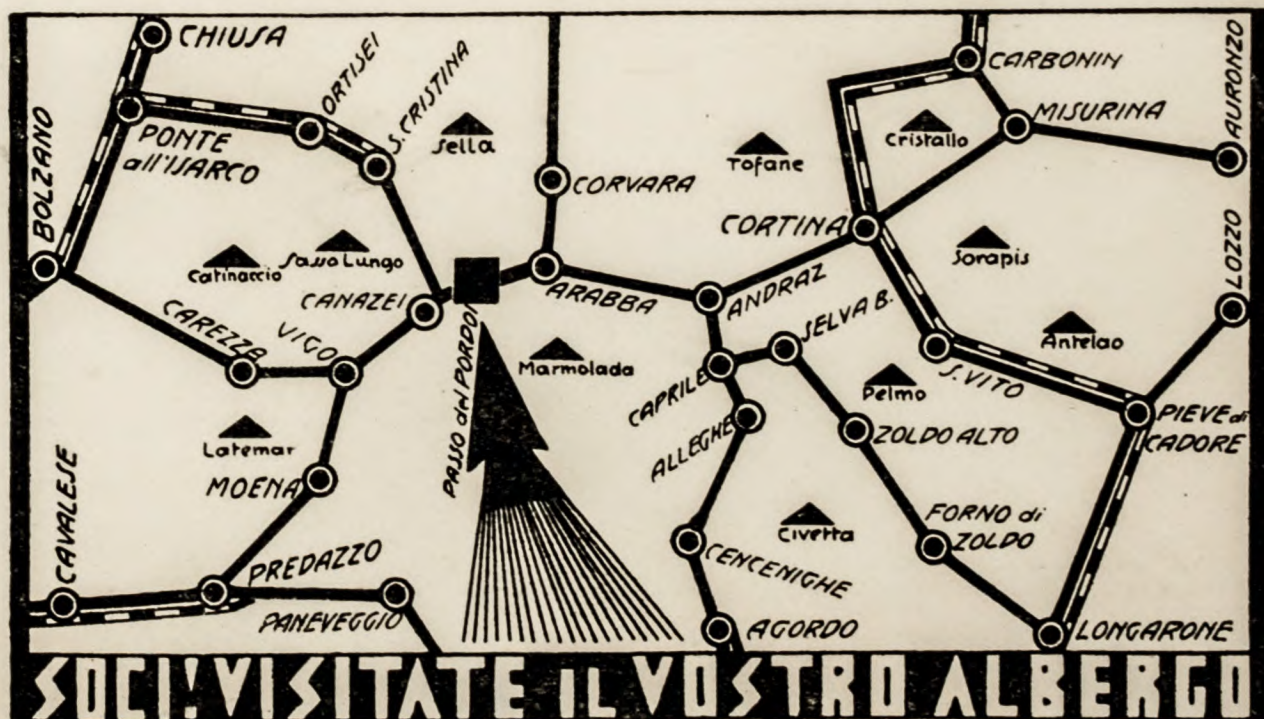 CHIUSA
CARBONIN
AURONZO
ORTISEI
S. CRISTINA
MISURINA
PONTE
all'ISARCO
Sella
Cristallo
Tofane
BOLZANO
CORVARA
CORTINA
LOZZO
Catinaccio
Sasso Lungo
Sorapis
CANAZEI
ARABBA
ANDRAZ
SELVA B.
CAREZZA
VIGO
Antelao
Marmolada
PASSO del PORDOI
CAPRILE
Pelmo
S. VITO
ALLEGHE
ZOLDO ALTO
PIEVE di
CADORE
Latemar
MOENA
CAVALESE
Civetta
FORNO di
ZOLDO
PREDAZZO
CENCENIGHE
PANEVEGGIO
AGORDO
LONGARONE
SOCI! VISITATE IL VOSTRO ALBERGO